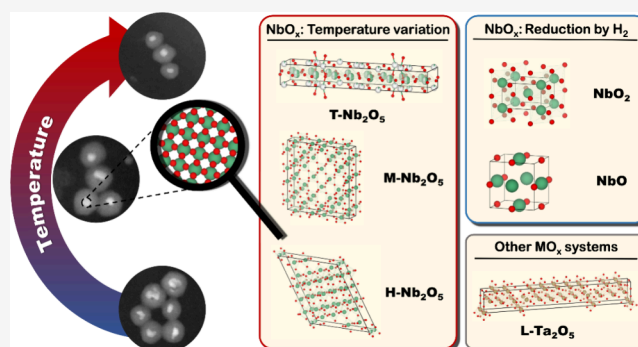 Temperature
NbOx: Temperature variation
T-Nb2O5
M-Nb2O5
H-Nb2O5
NbOx: Reduction by H2
NbO2
NbO
Other MOx systems
L-Ta2O5